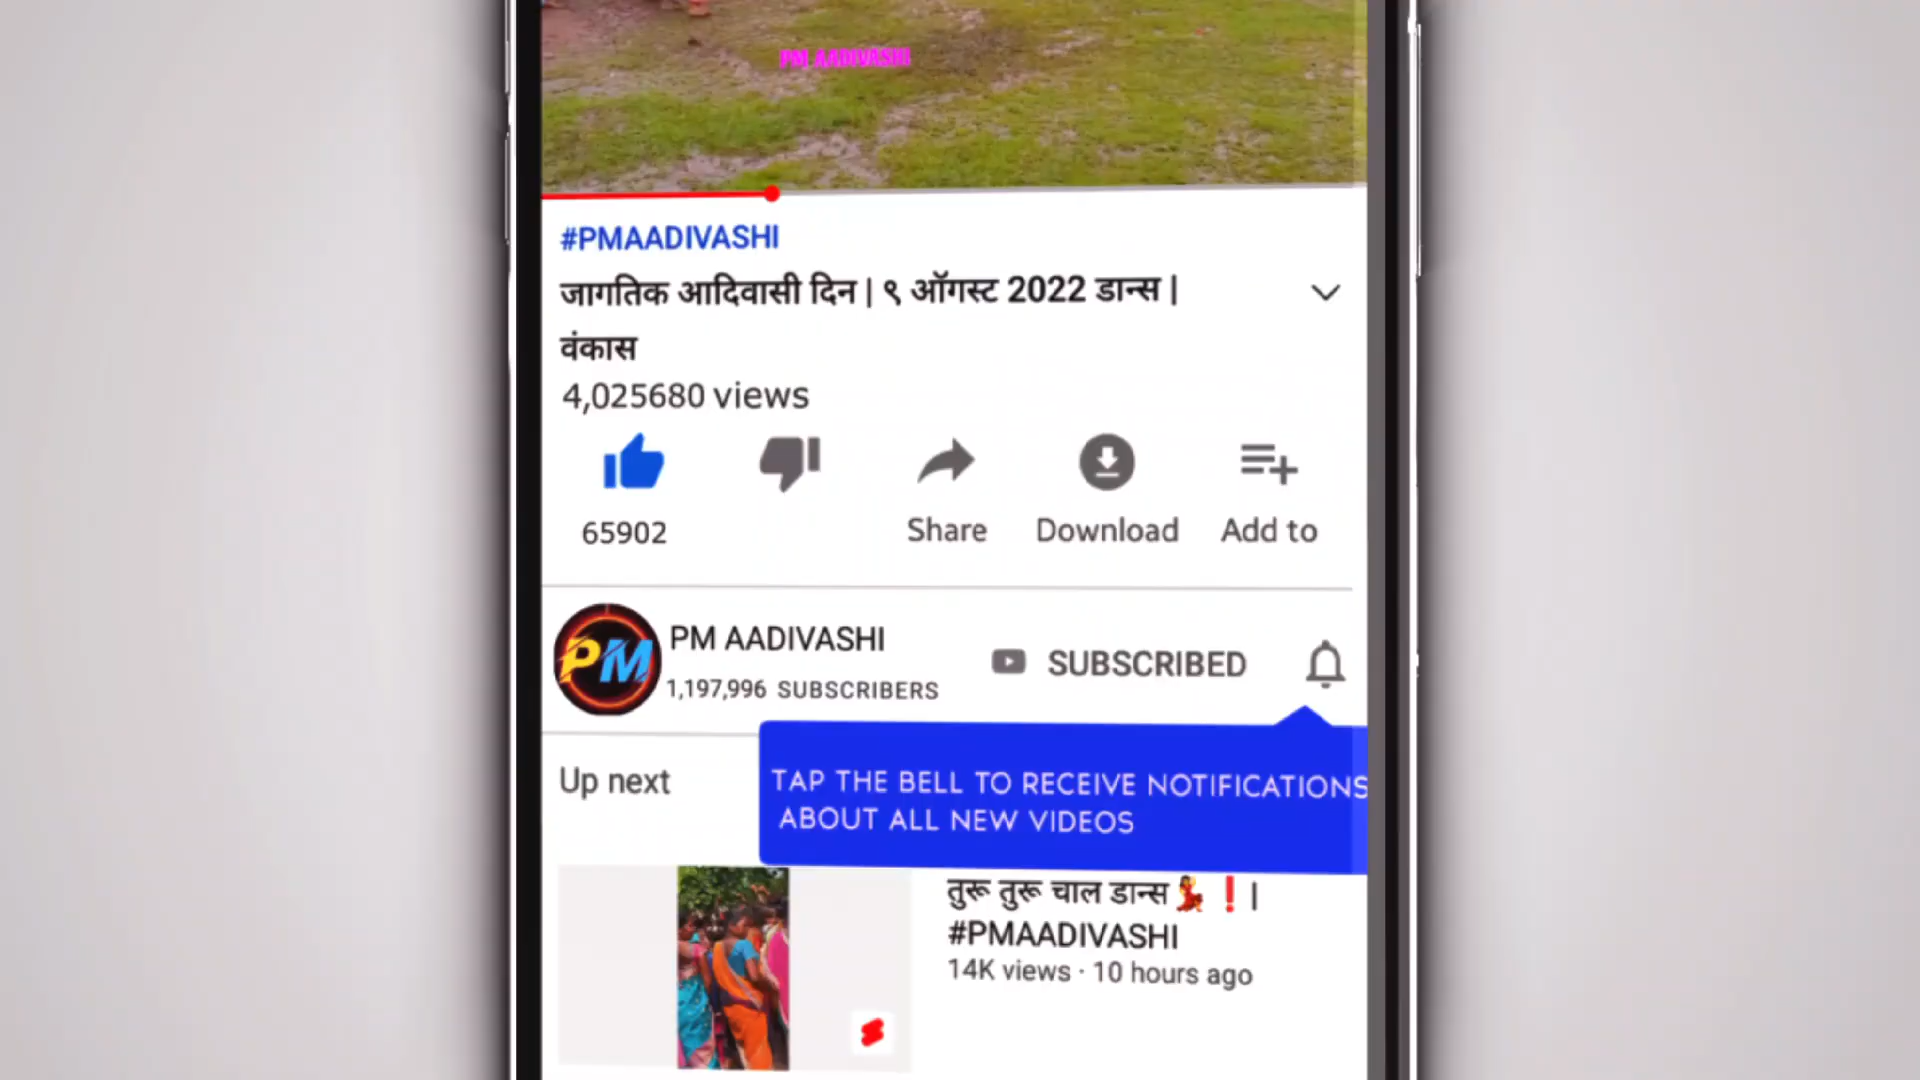 PM AADIVASHI
#PMAADIVASHI
जागतिक आदिवासी दिन | ९ ऑगस्ट 2022 डान्स |
वंकास
4,025680 views
65902
Share
Download
Add to
PM
PM AADIVASHI
1,197,996 SUBSCRIBERS
SUBSCRIBED
TAP THE BELL TO RECEIVE NOTIFICATIONS
ABOUT ALL NEW VIDEOS
Up next
तुरू तुरू चाल डान्स💃❗|
#PMAADIVASHI
14K views · 10 hours ago